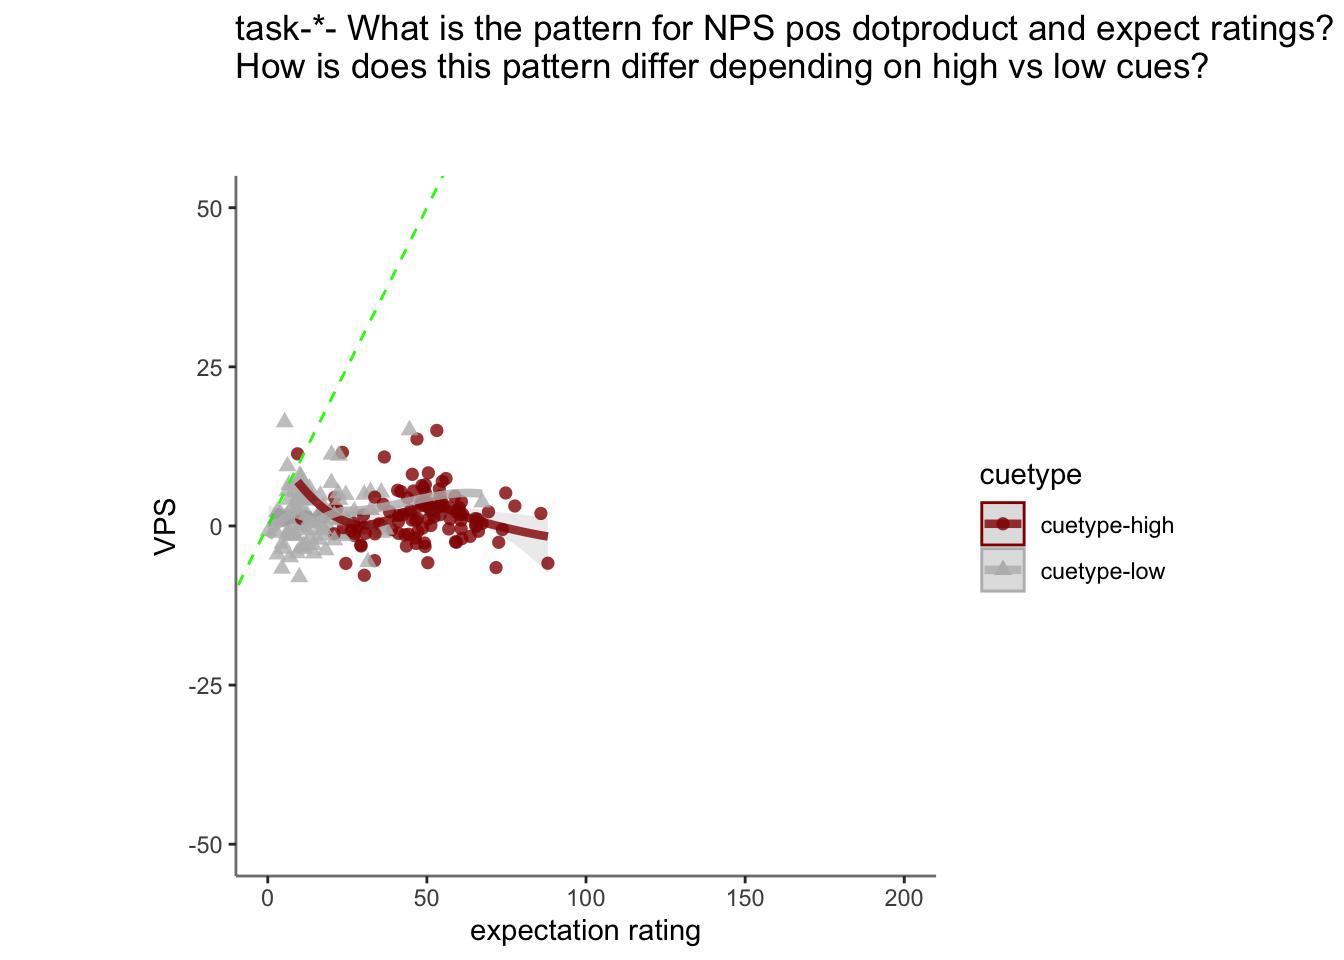 task-*- What is the pattern for NPS pos dotproduct and expect ratings?
How is does this pattern differ depending on high vs low cues?
50
25
0
-25
-50
VPS
0 50 100 150 200
expectation rating
cuetype
cuetype-high
cuetype-low